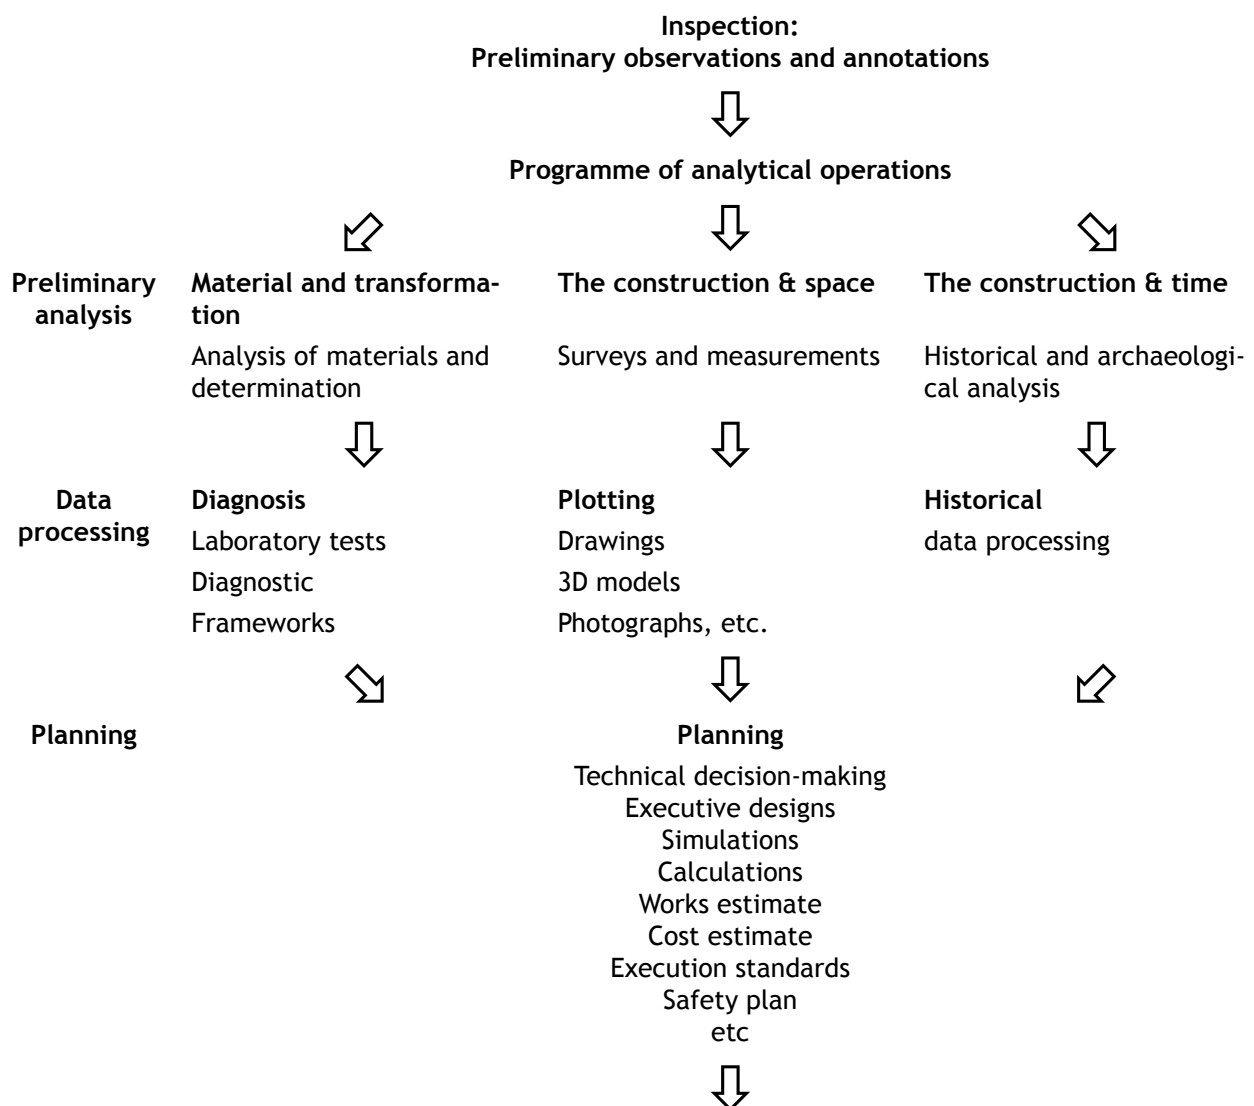 Inspection:
Preliminary observations and annotations
Programme of analytical operations
Preliminary
analysis
Material and transforma-
tion
Analysis of materials and
determination
The construction & space
Surveys and measurements
The construction & time
Historical and archaeologi-
cal analysis
Data
processing
Diagnosis
Laboratory tests
Diagnostic
Frameworks
Plotting
Drawings
3D models
Photographs, etc.
Historical
data processing
Planning
Planning
Technical decision-making
Executive designs
Simulations
Calculations
Works estimate
Cost estimate
Execution standards
Safety plan
etc